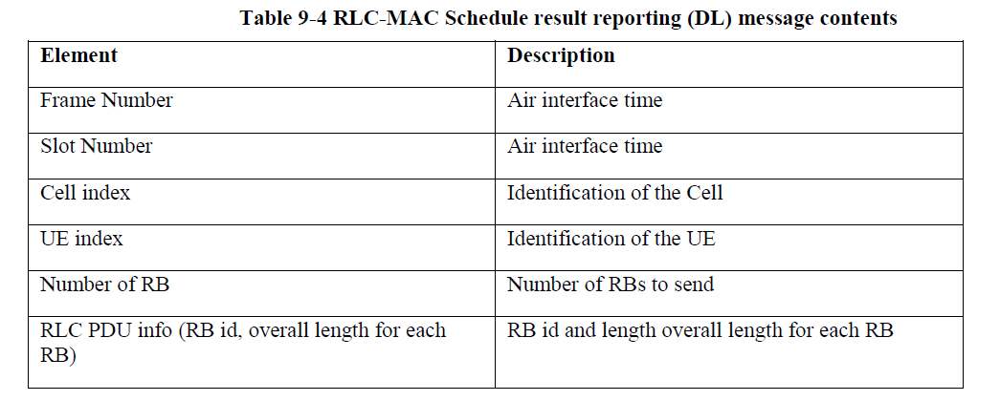 Table 9-4 RLC-MAC Schedule result reporting (DL) message contents
Element Description
Frame Number Air interface time
Slot Number Air interface time
Cell index Identification of the Cell
UE index Identification of the UE
Number of RB Number of RBs to send
RLC PDU info (RB id, overall length for each RB id and length overall length for each RB
RB)